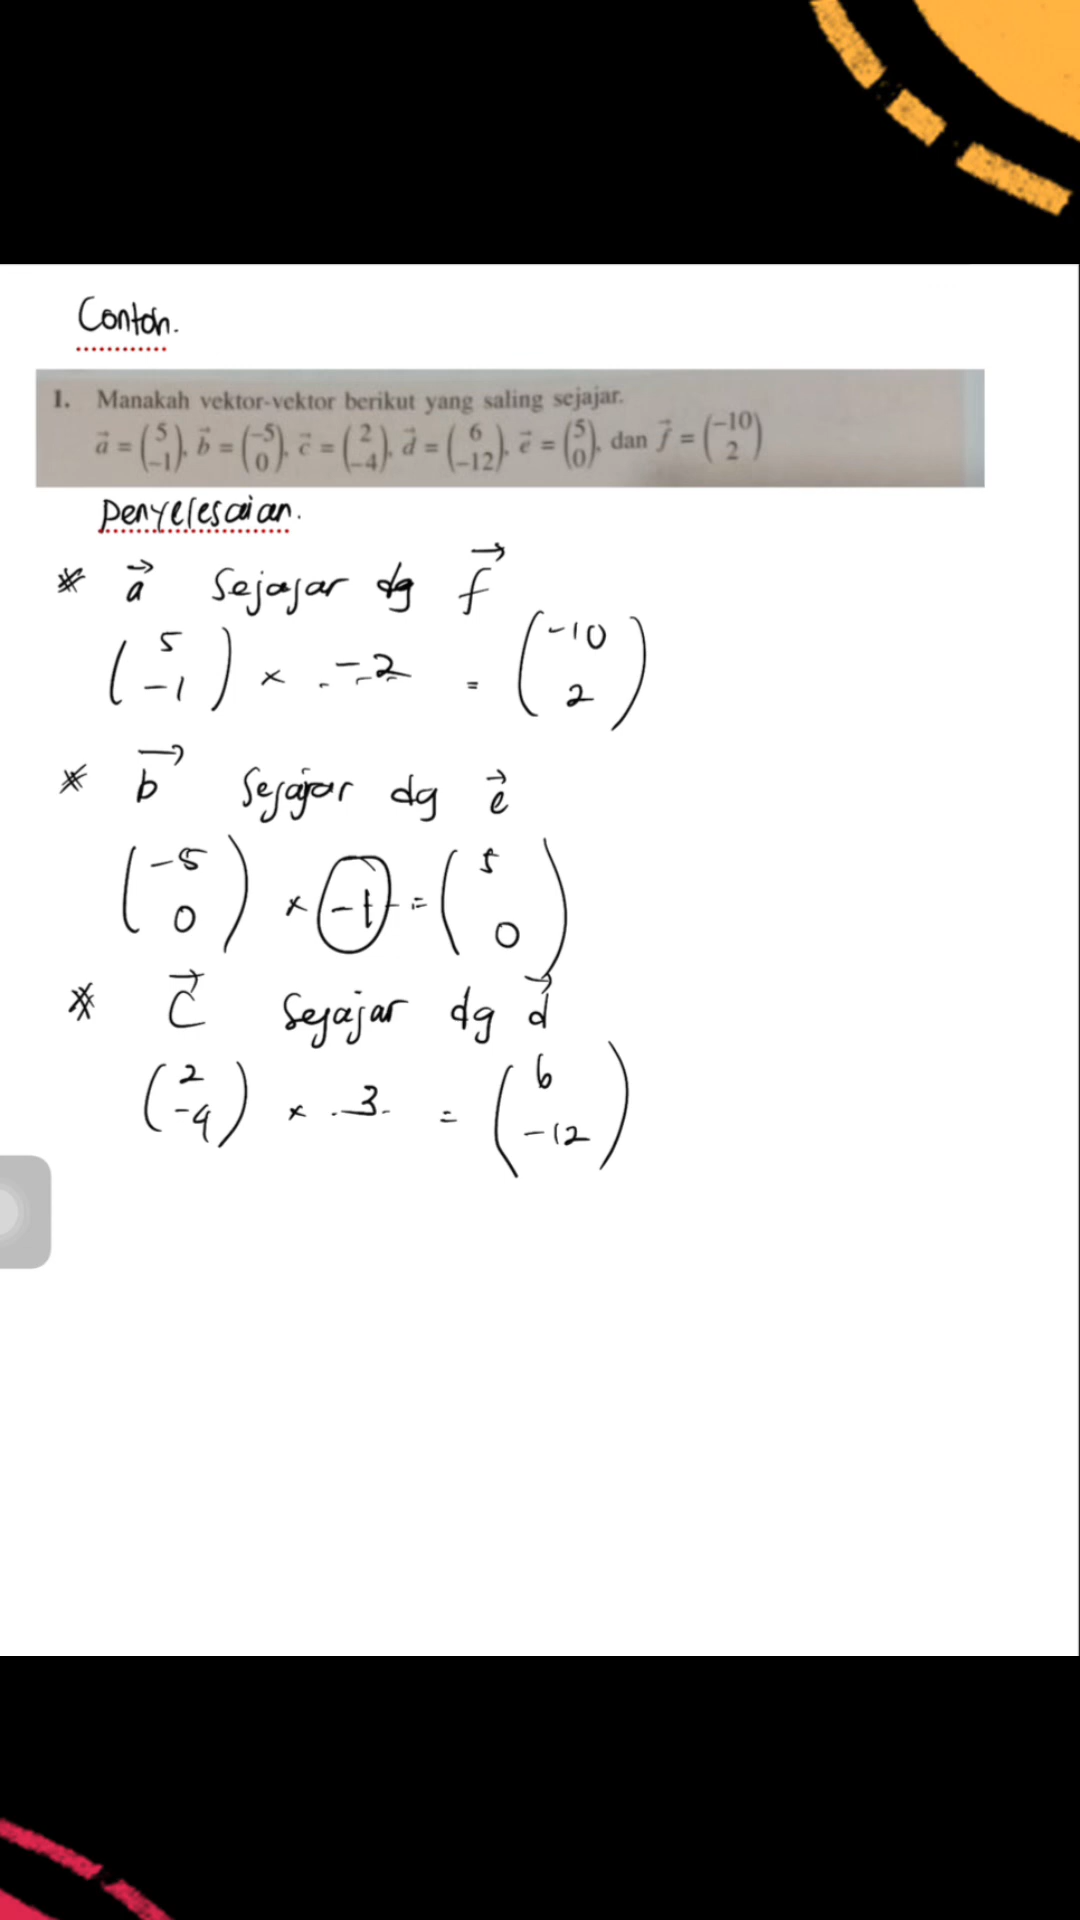 Contoh.
1. Manakah vektor-vektor berikut yang saling sejajar.
a⃗ = (5 -1), b⃗ = (-5 0), c⃗ = (2 -4), d⃗ = (6 -12), e⃗ = (5 0), dan f⃗ = (-10 2)
Penyelesaian.
* a⃗ Sejajar dg f⃗
(5 -1) × -2 = (-10 2)
* b⃗ Sejajar dg e⃗
(-5 0) × -1 = (5 0)
* c⃗ Sejajar dg d⃗
(2 -4) × 3 = (6 -12)